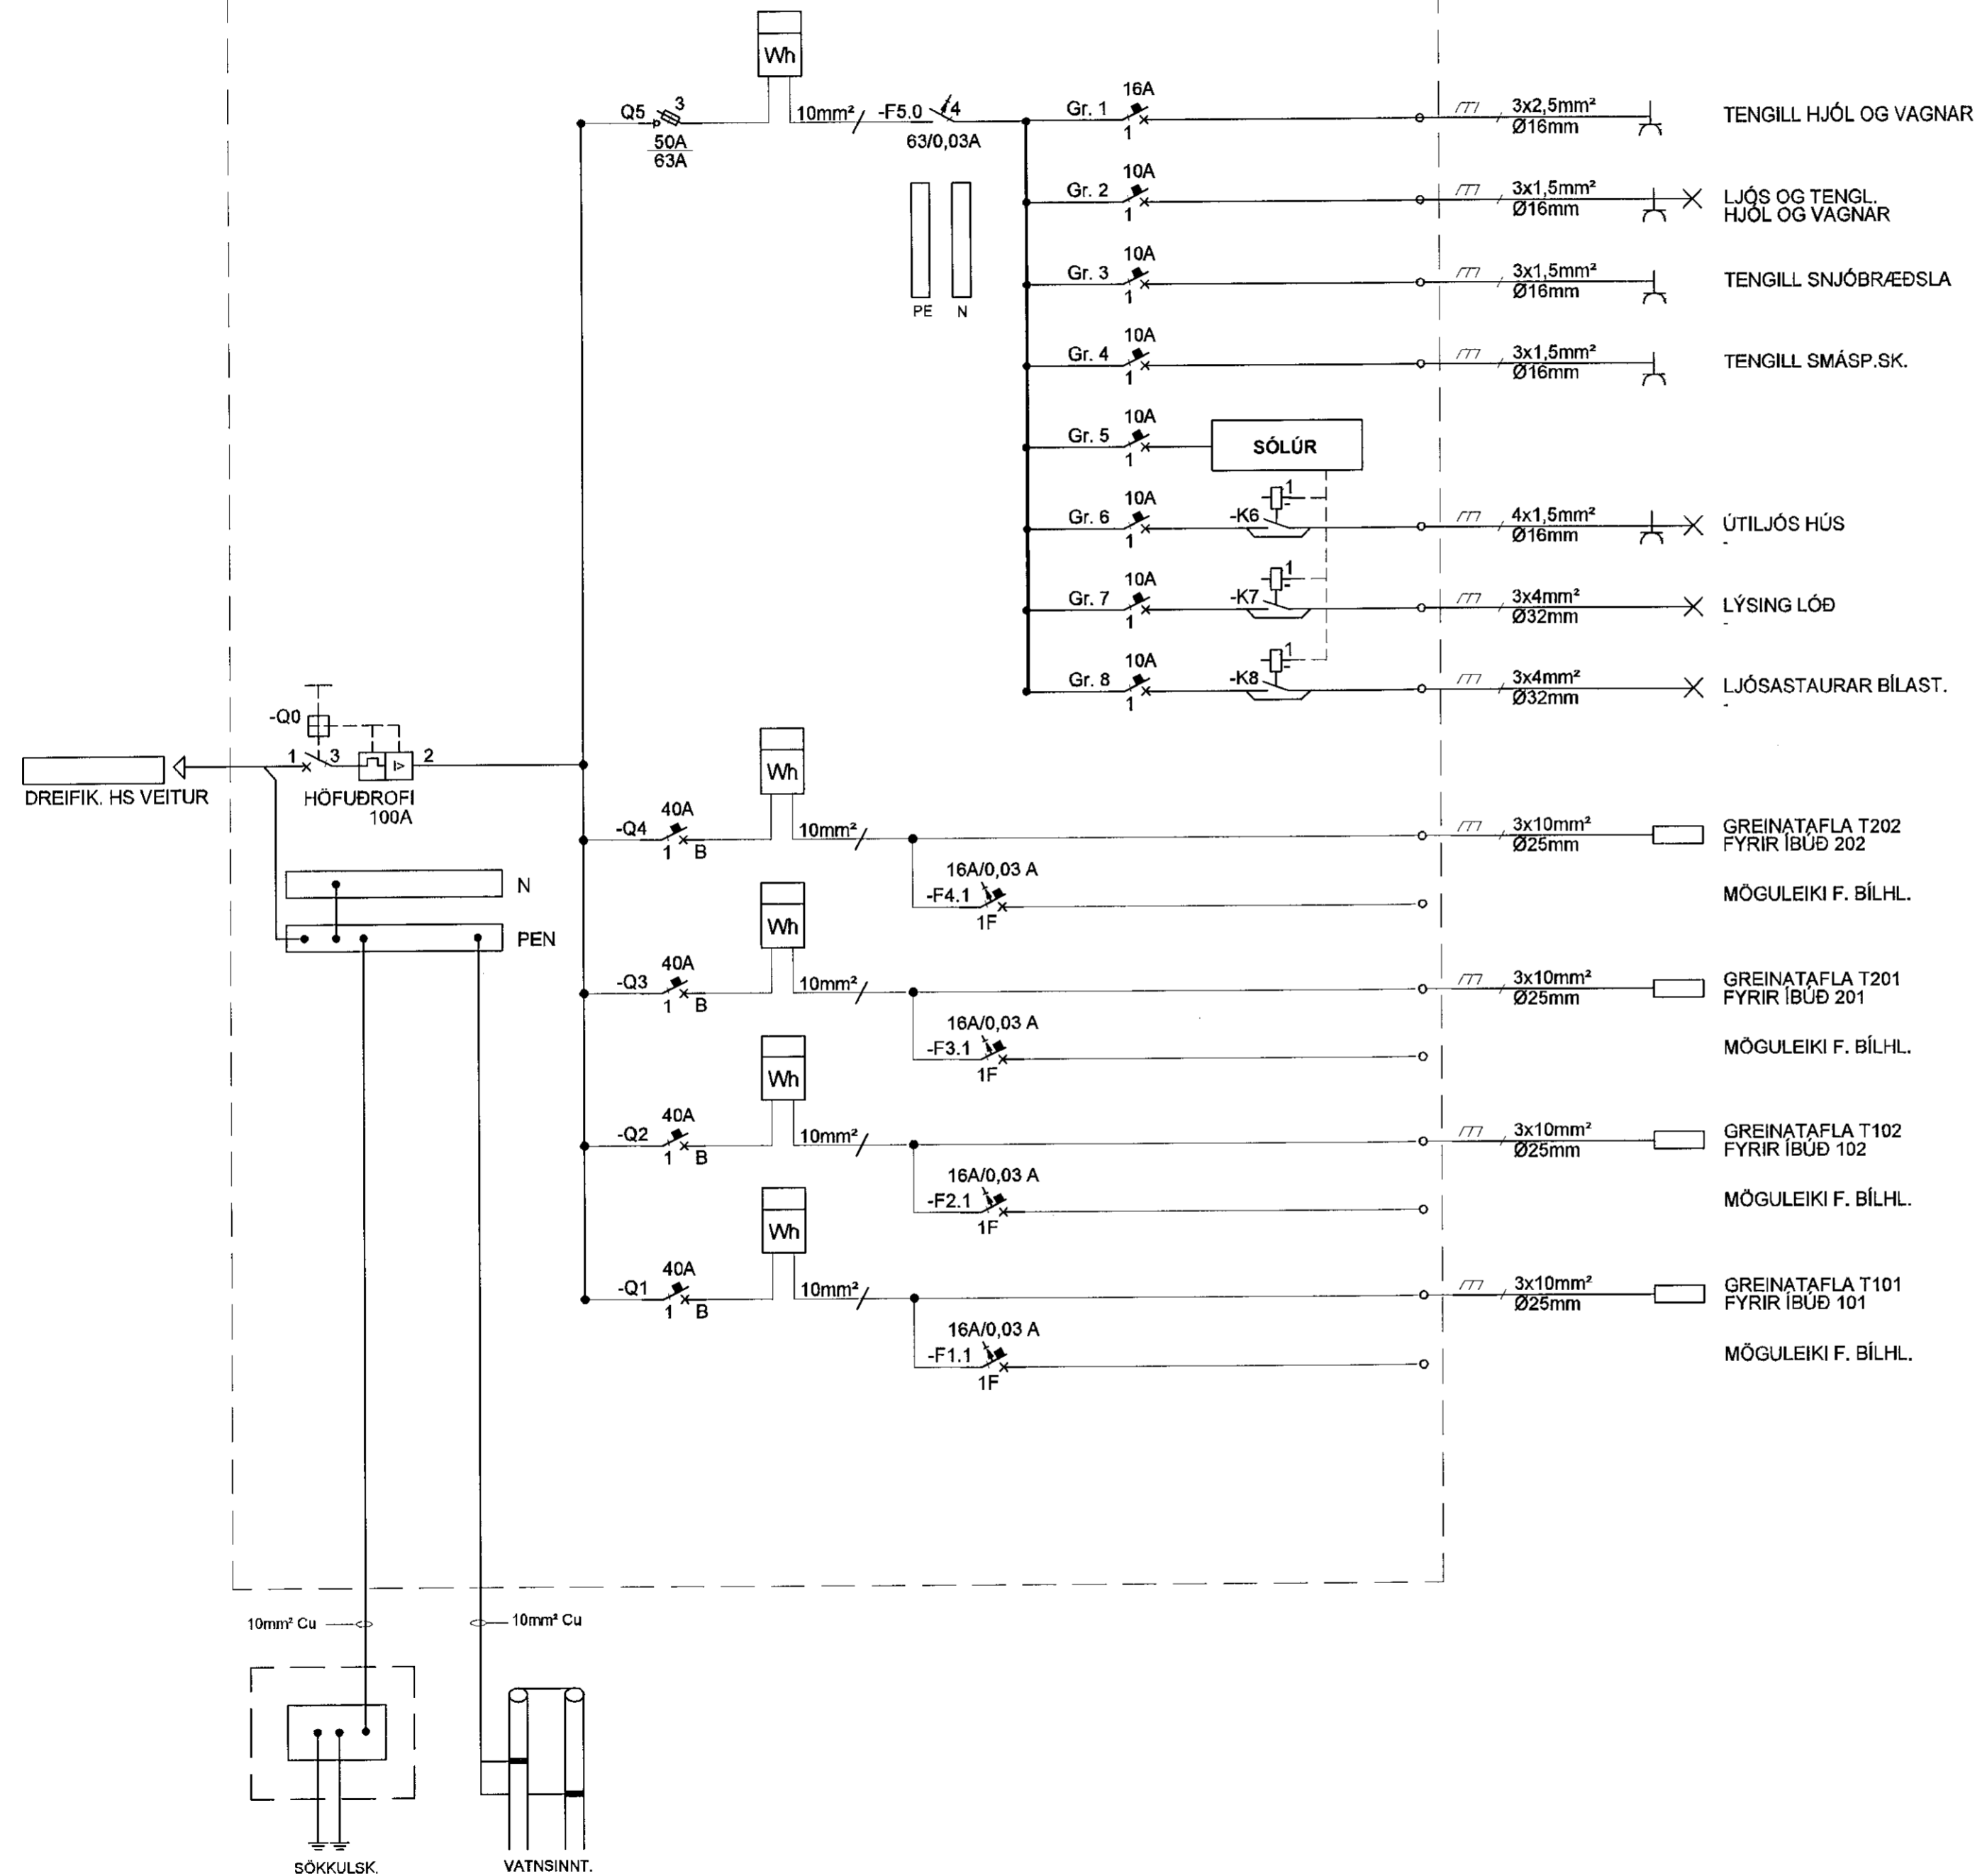 Wh
Q5 3
50A
63A
10mm²
-F5.0 4
63/0,03A
PE N
Gr. 1 16A 1 3x2,5mm²
Ø16mm
TENGILL HJÓL OG VAGNAR
Gr. 2 10A 1 3x1,5mm²
Ø16mm
LJÓS OG TENGL.
HJÓL OG VAGNAR
Gr. 3 10A 1 3x1,5mm²
Ø16mm
TENGILL SNJÓBRÆÐSLA
Gr. 4 10A 1 3x1,5mm²
Ø16mm
TENGILL SMÁSP.SK.
Gr. 5 10A 1 SÓLÚR
Gr. 6 10A 1 -K6 1 4x1,5mm²
Ø16mm
ÚTILJÓS HÚS
-
Gr. 7 10A 1 -K7 1 3x4mm²
Ø32mm
LÝSING LÓÐ
-
Gr. 8 10A 1 -K8 1 3x4mm²
Ø32mm
LJÓSASTAURAR BÍLAST.
-
-Q0
1 3 I> 2
DREIFIK. HS VEITUR
HÖFUÐROFI
100A
N
PEN
Wh
-Q4 40A 1 B 10mm² 3x10mm²
Ø25mm
GREINATAFLA T202
FYRIR ÍBÚÐ 202
16A/0,03 A
-F4.1
1F
MÖGULEIKI F. BÍLHL.
Wh
-Q3 40A 1 B 10mm² 3x10mm²
Ø25mm
GREINATAFLA T201
FYRIR ÍBÚÐ 201
16A/0,03 A
-F3.1
1F
MÖGULEIKI F. BÍLHL.
Wh
-Q2 40A 1 B 10mm² 3x10mm²
Ø25mm
GREINATAFLA T102
FYRIR ÍBÚÐ 102
16A/0,03 A
-F2.1
1F
MÖGULEIKI F. BÍLHL.
Wh
-Q1 40A 1 B 10mm² 3x10mm²
Ø25mm
GREINATAFLA T101
FYRIR ÍBÚÐ 101
16A/0,03 A
-F1.1
1F
MÖGULEIKI F. BÍLHL.
10mm² Cu
10mm² Cu
SÖKKULSK.
VATNSINNT.